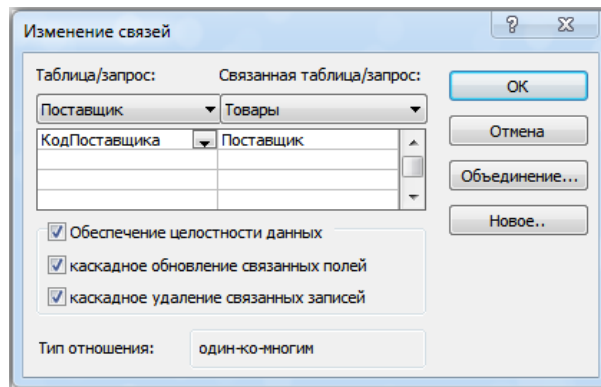 Изменение связей
Таблица/запрос: Связанная таблица/запрос:
Поставщик Товары
КодПоставщика Поставщик
Обеспечение целостности данных
каскадное обновление связанных полей
каскадное удаление связанных записей
Тип отношения: один-ко-многим
ОК
Отмена
Объединение...
Новое..